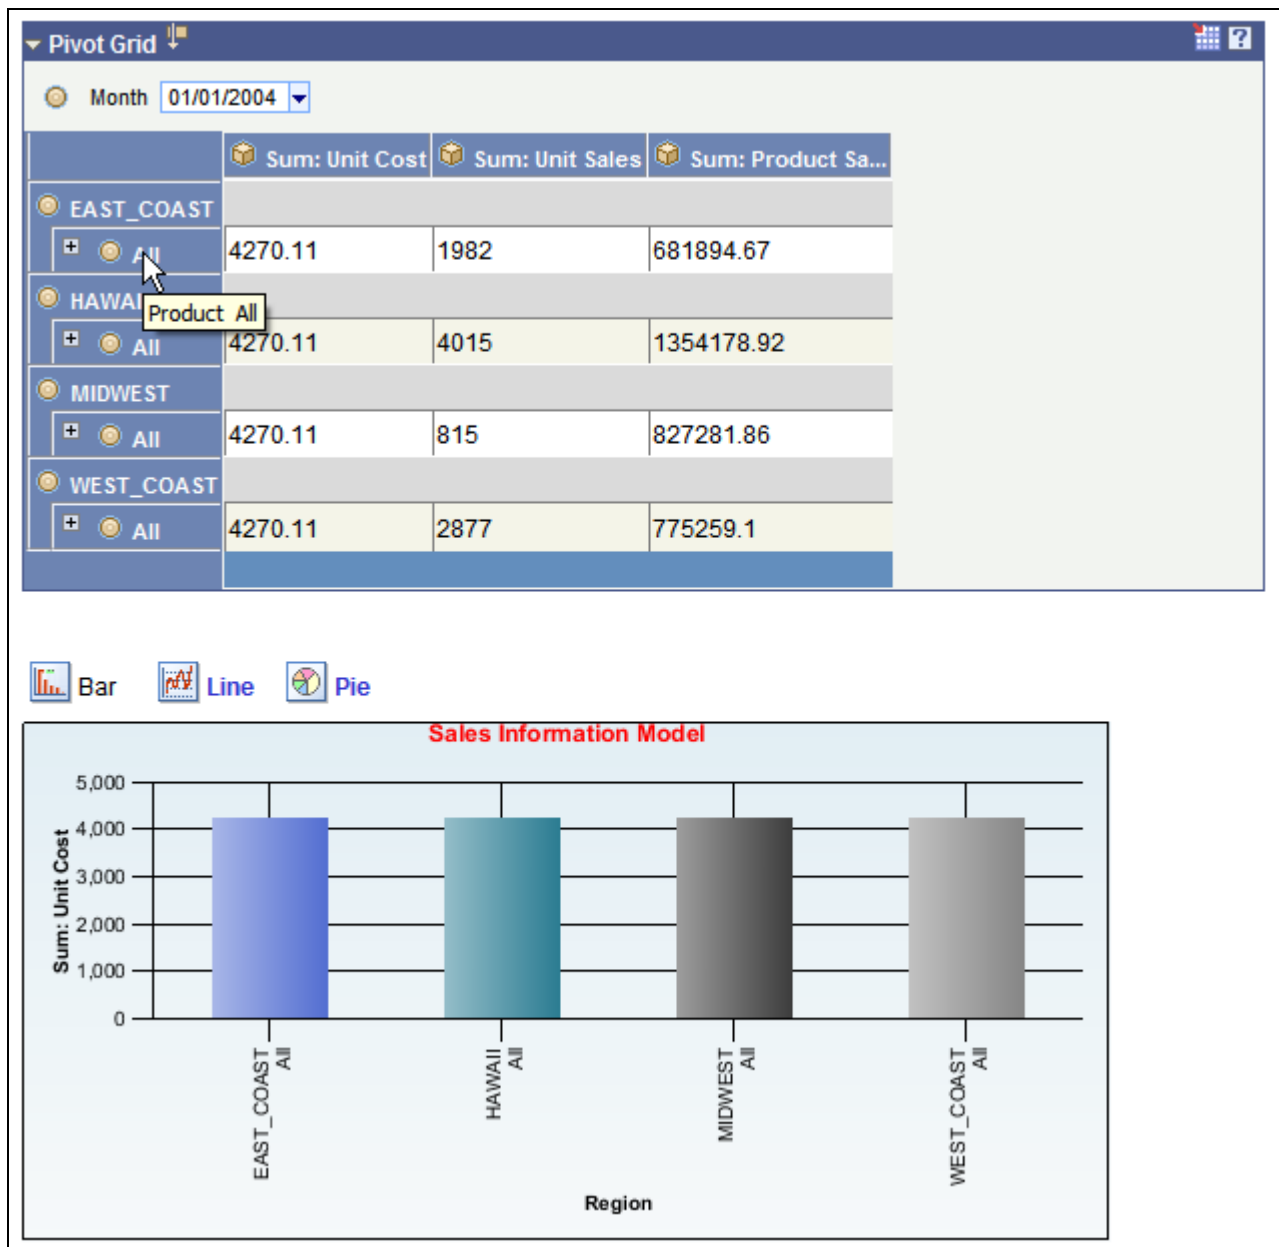 Pivot Grid
Month 01/01/2004
Sum: Unit Cost Sum: Unit Sales Sum: Product Sa...
EAST_COAST
All 4270.11 1982 681894.67
HAWAI
Product All
All 4270.11 4015 1354178.92
MIDWEST
All 4270.11 815 827281.86
WEST_COAST
All 4270.11 2877 775259.1
Bar Line Pie
Sales Information Model
5,000
4,000
3,000
2,000
1,000
0
Sum: Unit Cost
EAST_COAST
All
HAWAII
All
MIDWEST
All
WEST_COAST
All
Region